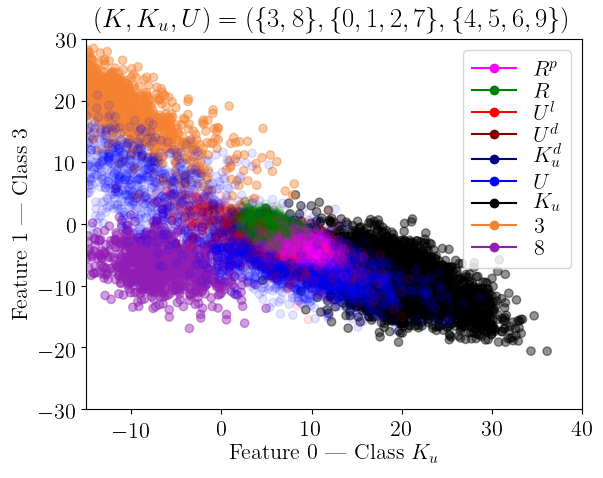 (K, K_u, U) = ({3, 8}, {0, 1, 2, 7}, {4, 5, 6, 9})
R^p
R
U^l
U^d
K_u^d
U
K_u
3
8
30
20
10
0
−10
−20
−30
Feature 1 — Class 3
−10 0 10 20 30 40
Feature 0 — Class K_u